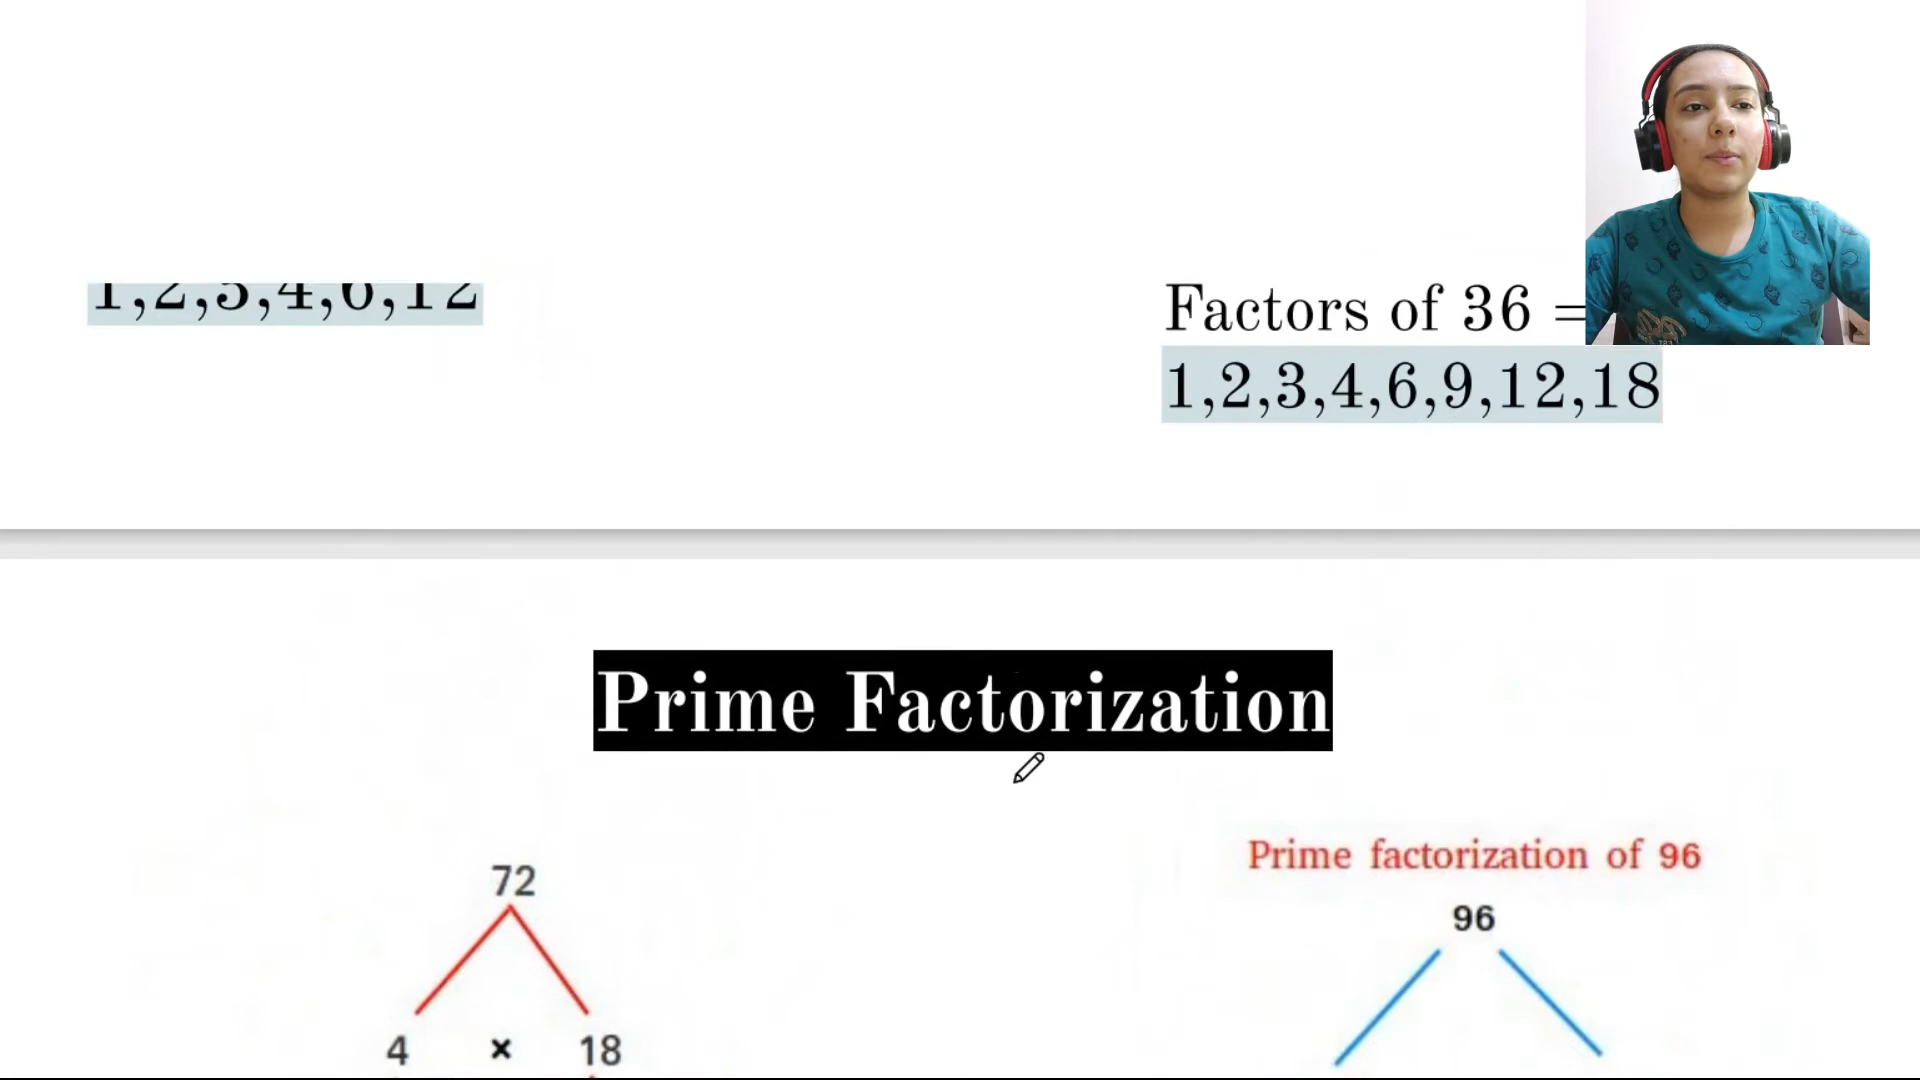 1,2,3,4,6,12
Factors of 36 =
1,2,3,4,6,9,12,18
Prime Factorization
72
4 × 18
Prime factorization of 96
96